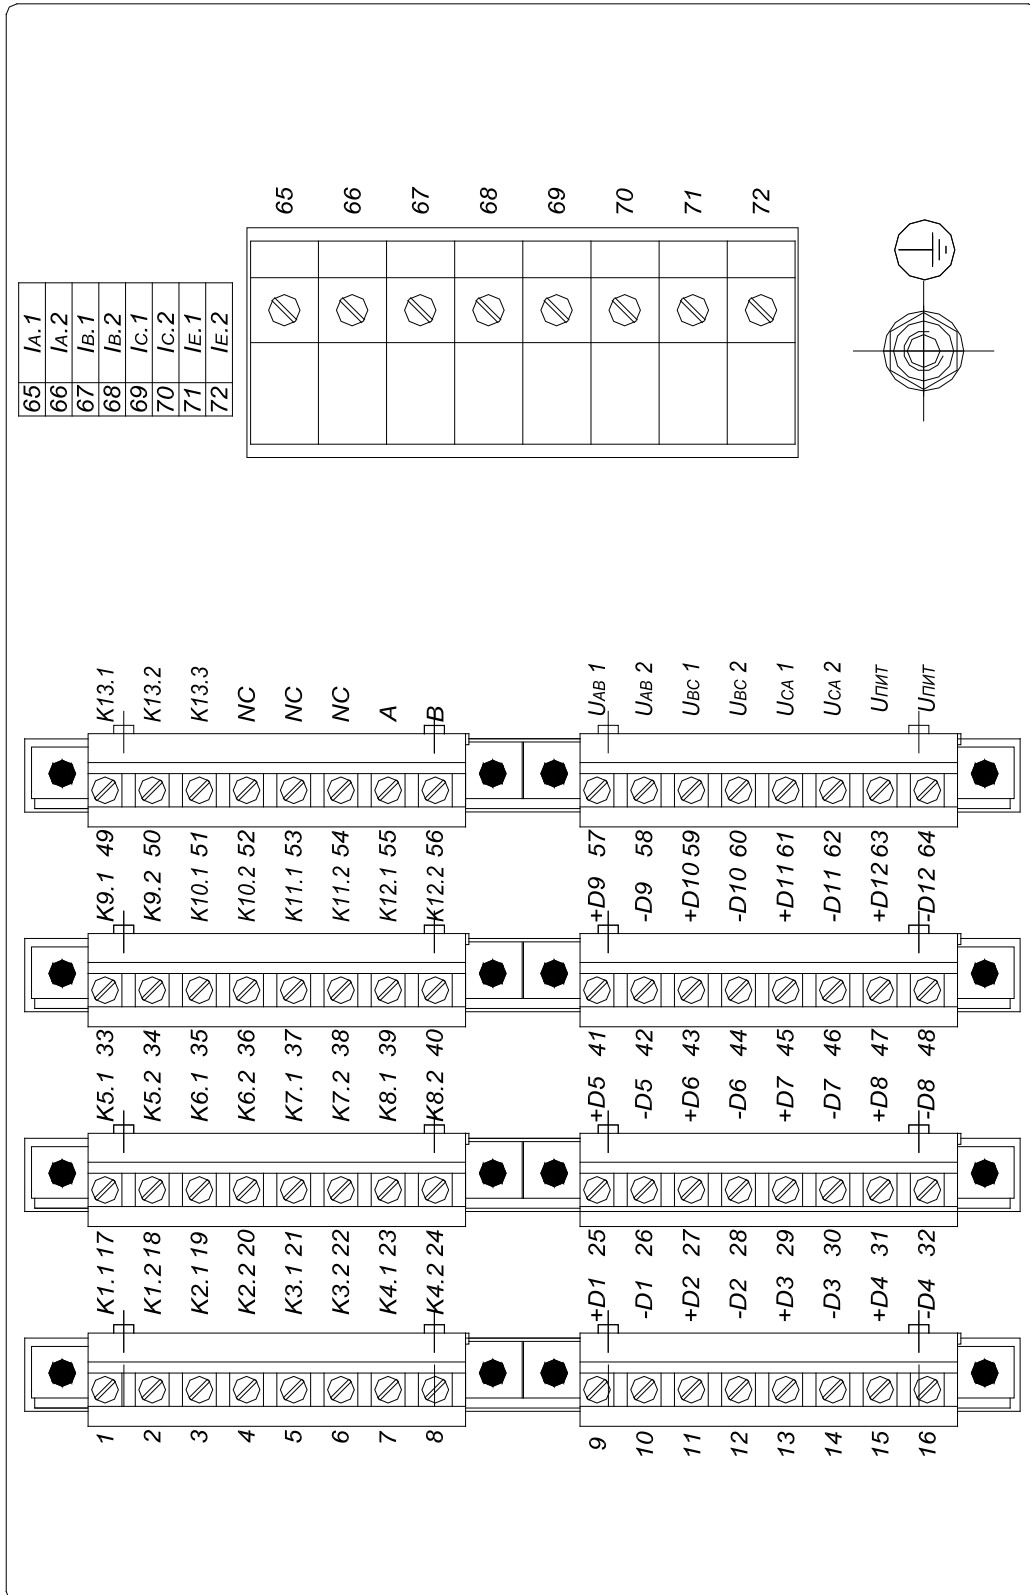 1 K1.1 17 K5.1 33 K9.1 49 K13.1
2 K1.2 18 K5.2 34 K9.2 50 K13.2
3 K2.1 19 K6.1 35 K10.1 51 K13.3
4 K2.2 20 K6.2 36 K10.2 52 NC
5 K3.1 21 K7.1 37 K11.1 53 NC
6 K3.2 22 K7.2 38 K11.2 54 NC
7 K4.1 23 K8.1 39 K12.1 55 A
8 K4.2 24 K8.2 40 K12.2 56 B
9 +D1 25 +D5 41 +D9 57 UAB 1
10 -D1 26 -D5 42 -D9 58 UAB 2
11 +D2 27 +D6 43 +D10 59 UBC 1
12 -D2 28 -D6 44 -D10 60 UBC 2
13 +D3 29 +D7 45 +D11 61 UCA 1
14 -D3 30 -D7 46 -D11 62 UCA 2
15 +D4 31 +D8 47 +D12 63 UПИТ
16 -D4 32 -D8 48 -D12 64 UПИТ
65 IA.1
66 IA.2
67 IB.1
68 IB.2
69 IC.1
70 IC.2
71 IE.1
72 IE.2
65
66
67
68
69
70
71
72